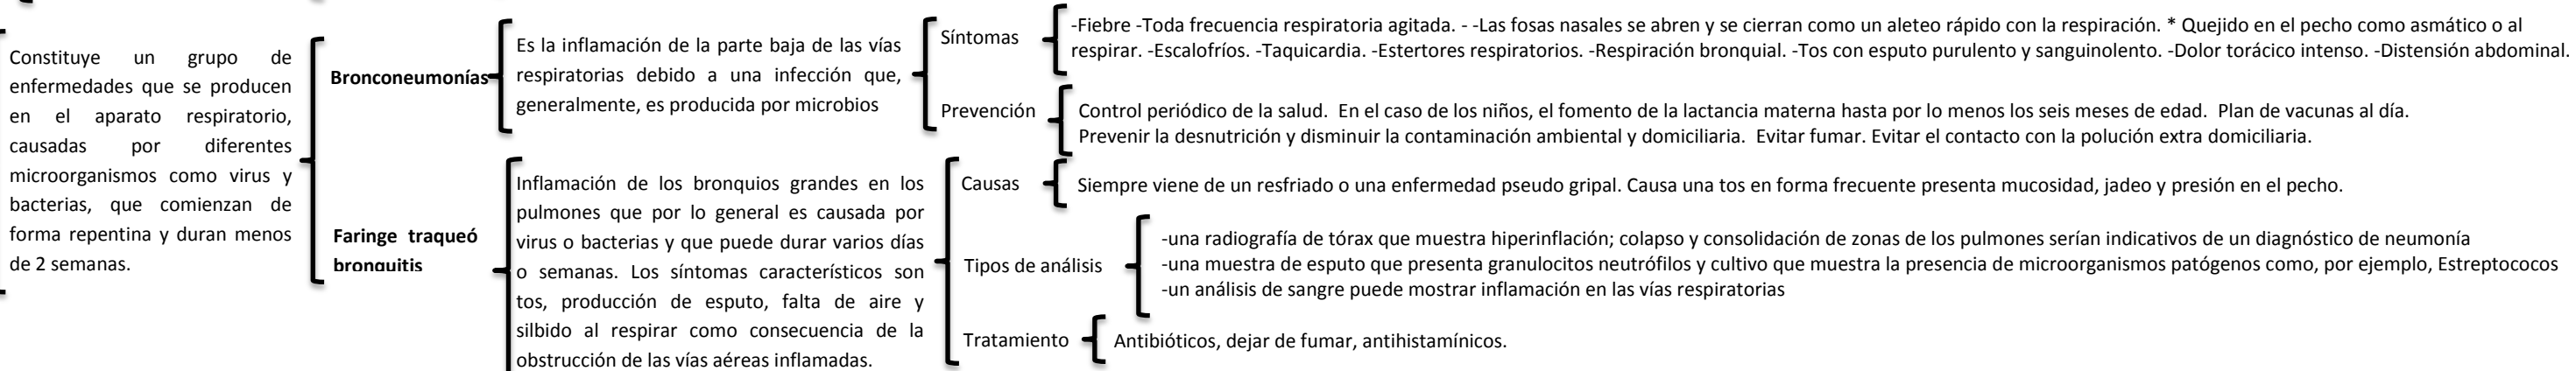 Constituye un grupo de
enfermedades que se producen
en el aparato respiratorio,
causadas por diferentes
microorganismos como virus y
bacterias, que comienzan de
forma repentina y duran menos
de 2 semanas.
Bronconeumonías
Es la inflamación de la parte baja de las vías
respiratorias debido a una infección que,
generalmente, es producida por microbios
Síntomas
-Fiebre -Toda frecuencia respiratoria agitada. - -Las fosas nasales se abren y se cierran como un aleteo rápido con la respiración. * Quejido en el pecho como asmático o al
respirar. -Escalofríos. -Taquicardia. -Estertores respiratorios. -Respiración bronquial. -Tos con esputo purulento y sanguinolento. -Dolor torácico intenso. -Distensión abdominal.
Prevención
Control periódico de la salud. En el caso de los niños, el fomento de la lactancia materna hasta por lo menos los seis meses de edad. Plan de vacunas al día.
Prevenir la desnutrición y disminuir la contaminación ambiental y domiciliaria. Evitar fumar. Evitar el contacto con la polución extra domiciliaria.
Faringe traqueó
bronquitis
Inflamación de los bronquios grandes en los
pulmones que por lo general es causada por
virus o bacterias y que puede durar varios días
o semanas. Los síntomas característicos son
tos, producción de esputo, falta de aire y
silbido al respirar como consecuencia de la
obstrucción de las vías aéreas inflamadas.
Causas
Siempre viene de un resfriado o una enfermedad pseudo gripal. Causa una tos en forma frecuente presenta mucosidad, jadeo y presión en el pecho.
Tipos de análisis
-una radiografía de tórax que muestra hiperinflación; colapso y consolidación de zonas de los pulmones serían indicativos de un diagnóstico de neumonía
-una muestra de esputo que presenta granulocitos neutrófilos y cultivo que muestra la presencia de microorganismos patógenos como, por ejemplo, Estreptococos
-un análisis de sangre puede mostrar inflamación en las vías respiratorias
Tratamiento
Antibióticos, dejar de fumar, antihistamínicos.